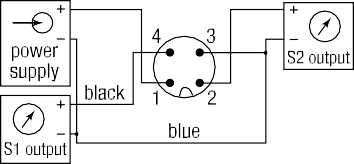 +
power
supply
−
4
3
1
2
+
−
S2 output
black
blue
+
−
S1 output